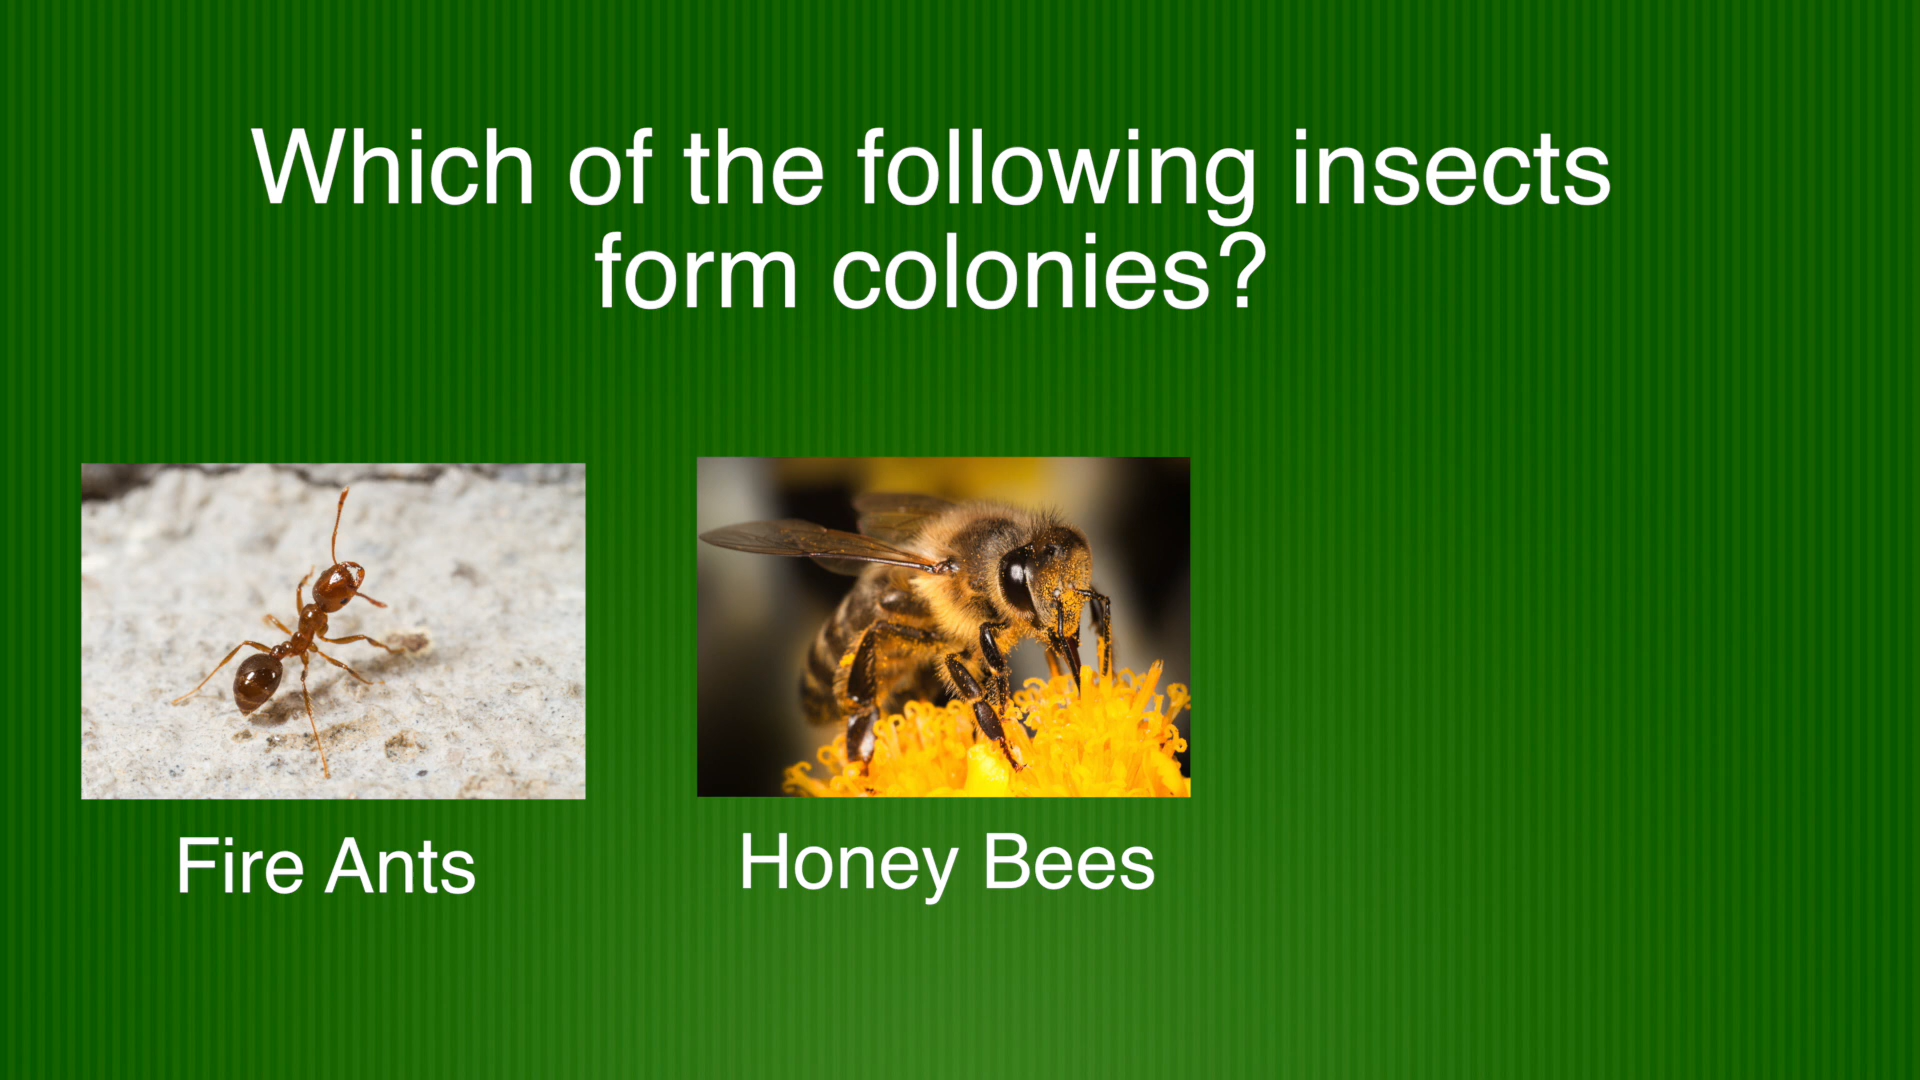 Which of the following insects
form colonies?
Fire Ants
Honey Bees